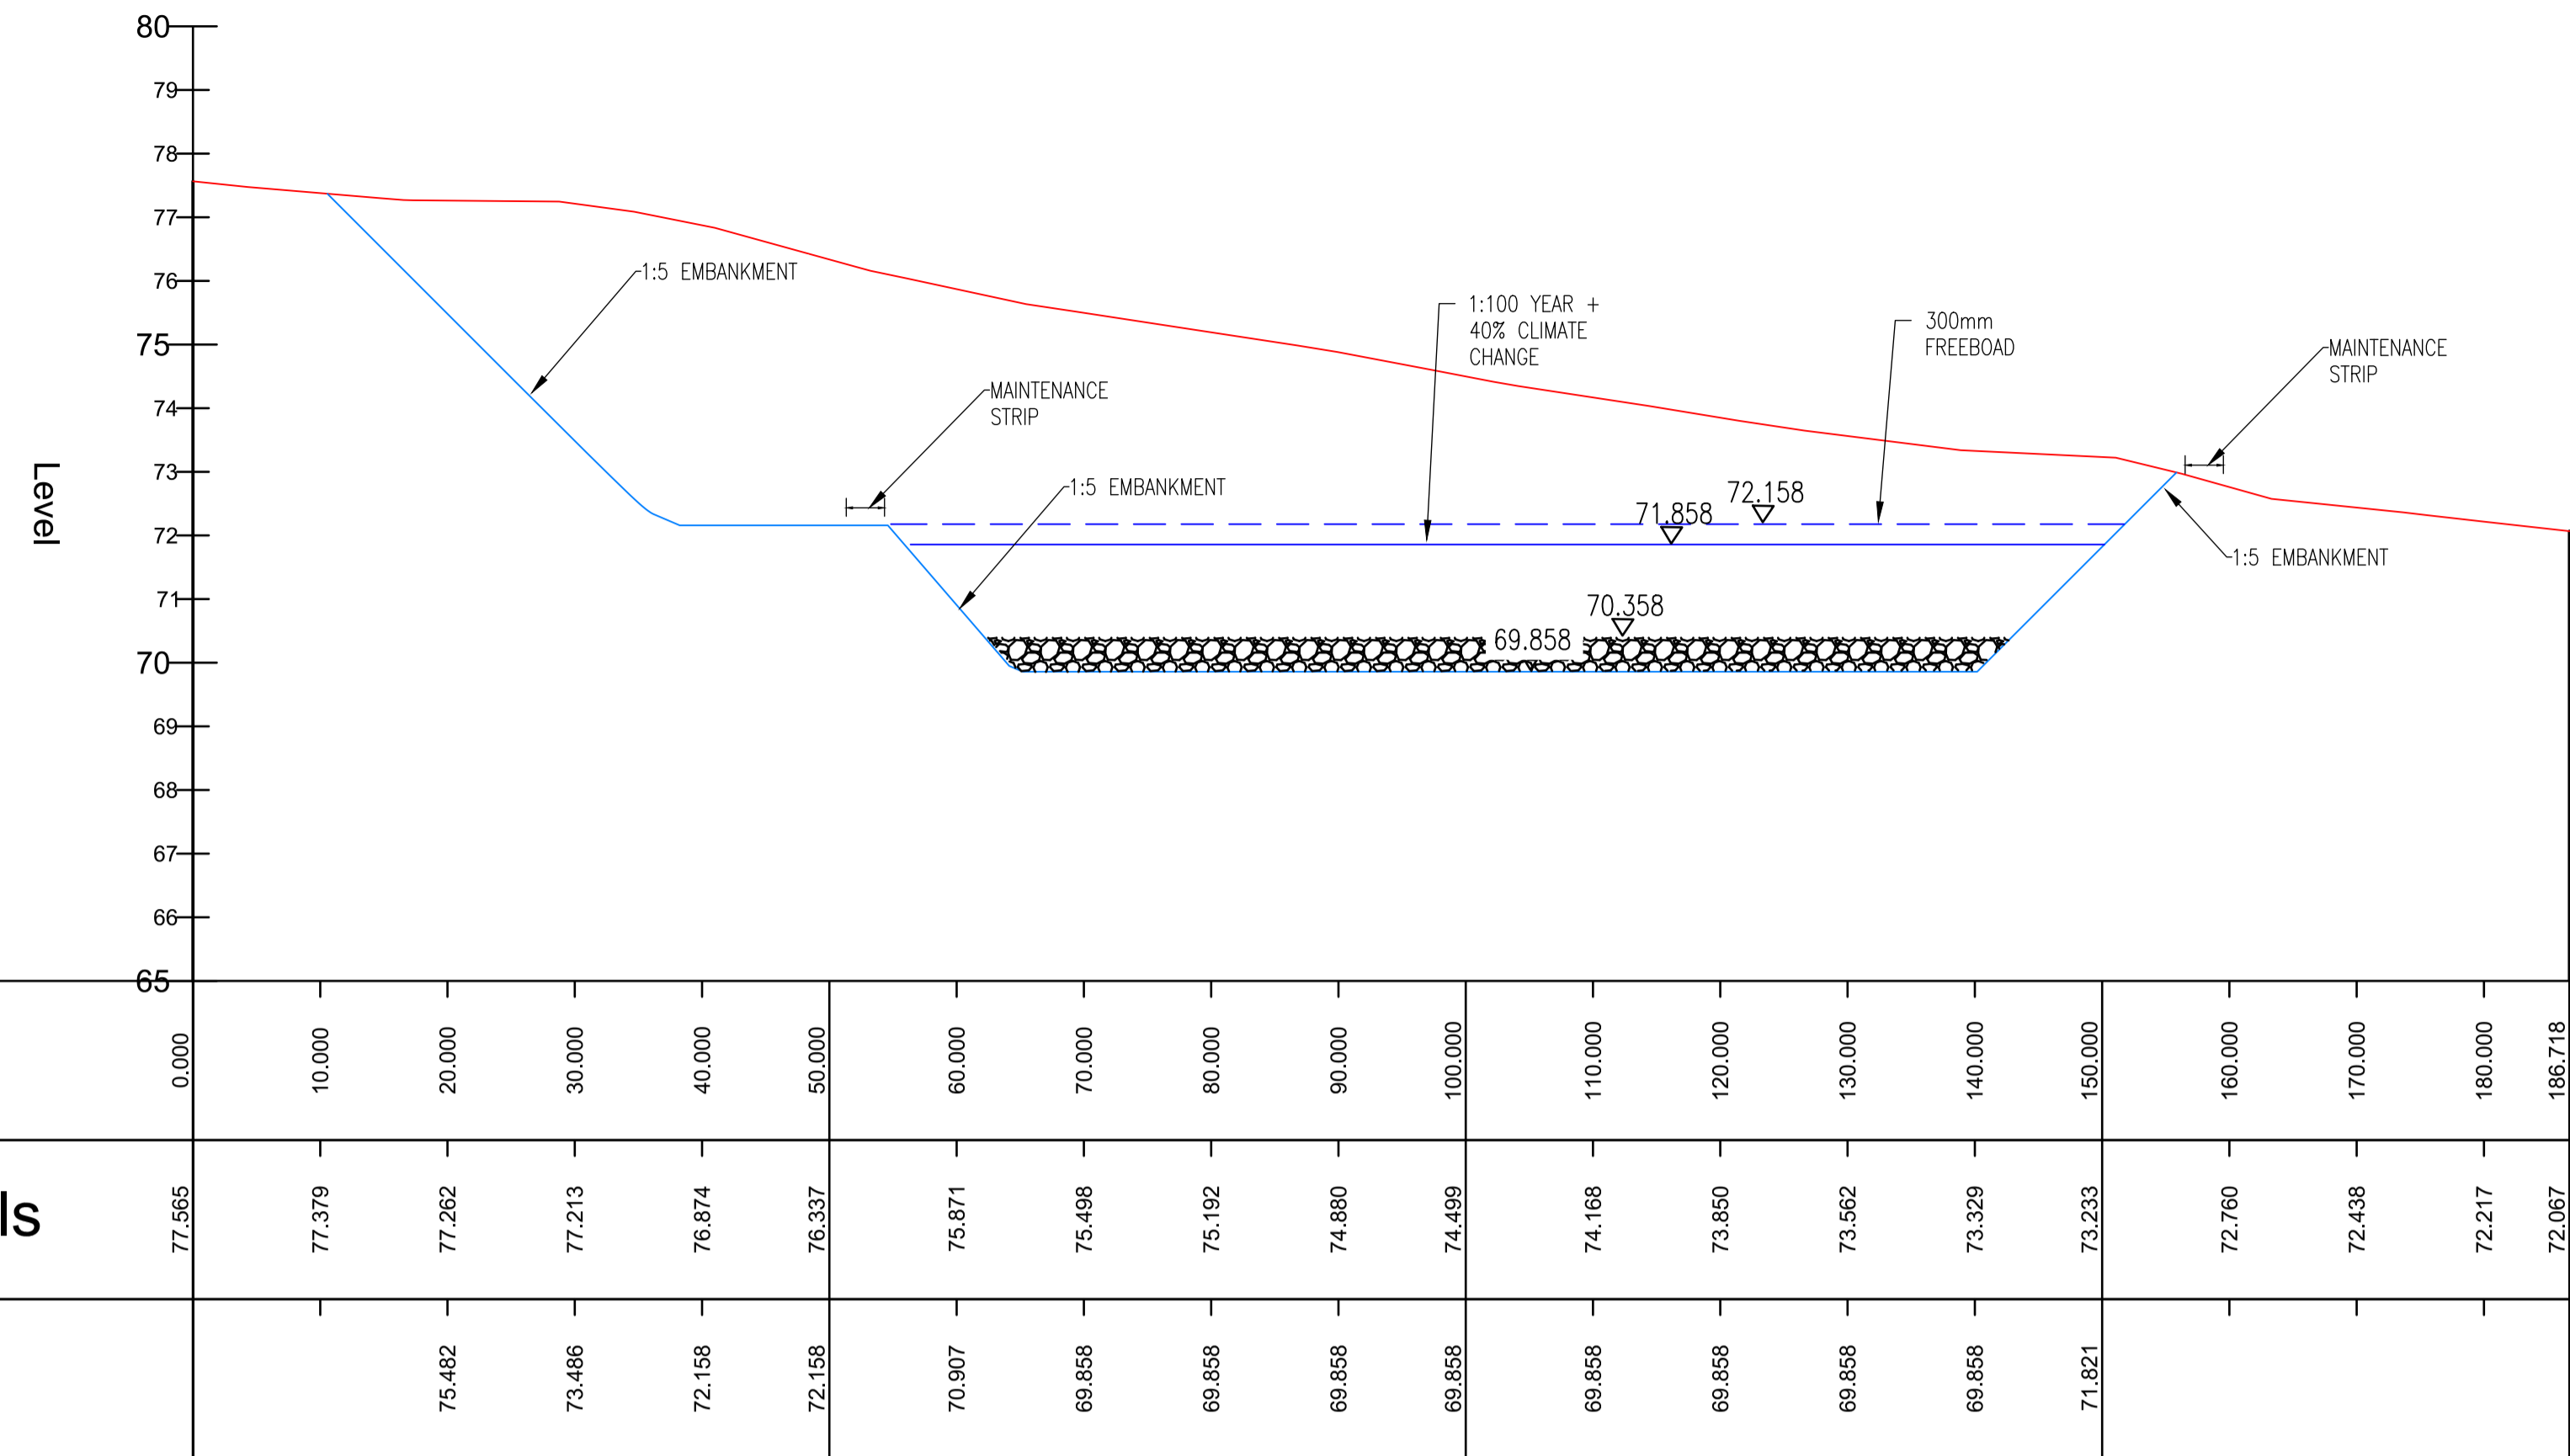 80
79
78
77
76
75
74
73
72
71
70
69
68
67
66
65
Level
1:5 EMBANKMENT
MAINTENANCE
STRIP
1:5 EMBANKMENT
1:100 YEAR +
40% CLIMATE
CHANGE
300mm
FREEBOAD
MAINTENANCE
STRIP
72.158
71.858
1:5 EMBANKMENT
70.358
69.858
0.000 10.000 20.000 30.000 40.000 50.000 60.000 70.000 80.000 90.000 100.000 110.000 120.000 130.000 140.000 150.000 160.000 170.000 180.000 186.718
ls 77.565 77.379 77.262 77.213 76.874 76.337 75.871 75.498 75.192 74.880 74.499 74.168 73.850 73.562 73.329 73.233 72.760 72.438 72.217 72.067
75.482 73.486 72.158 72.158 70.907 69.858 69.858 69.858 69.858 69.858 69.858 69.858 69.858 71.821